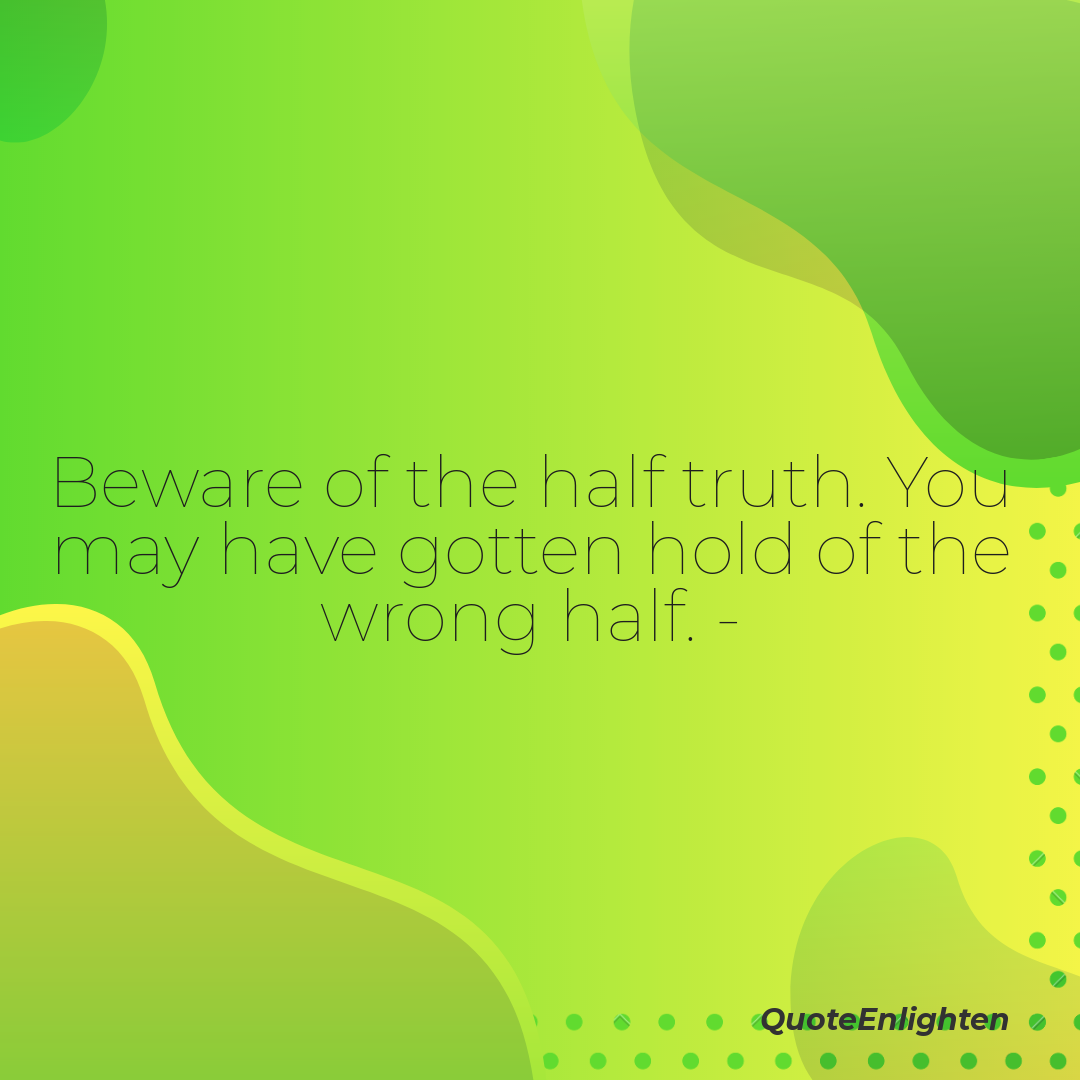 Beware of the half truth. You
may have gotten hold of the
wrong half. -
QuoteEnlighten